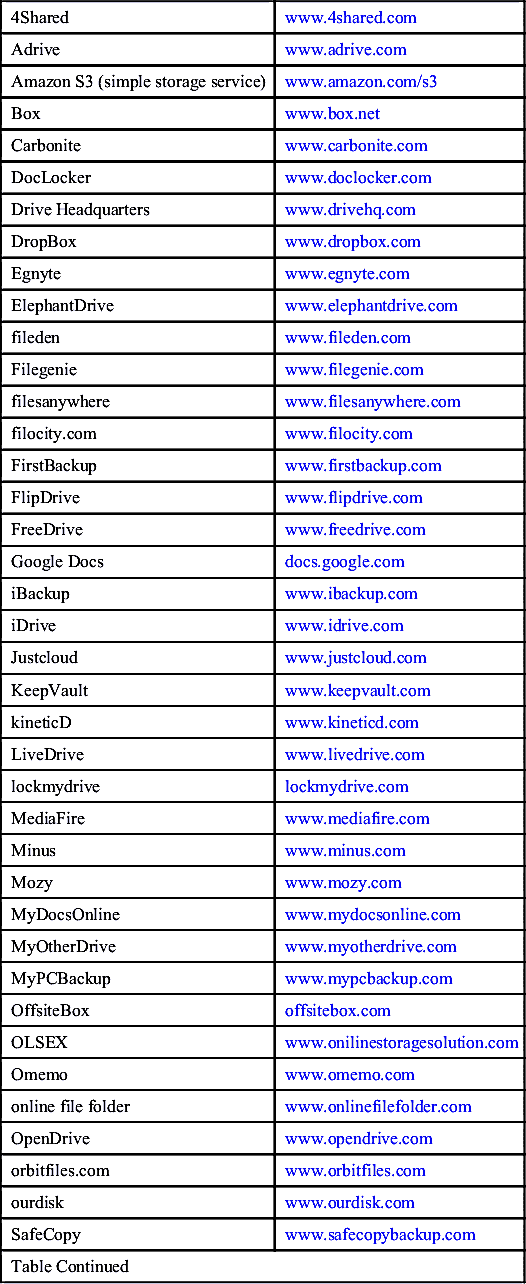 4Shared www.4shared.com
Adrive www.adrive.com
Amazon S3 (simple storage service) www.amazon.com/s3
Box www.box.net
Carbonite www.carbonite.com
DocLocker www.doclocker.com
Drive Headquarters www.drivehq.com
DropBox www.dropbox.com
Egnyte www.egnyte.com
ElephantDrive www.elephantdrive.com
fileden www.fileden.com
Filegenie www.filegenie.com
filesanywhere www.filesanywhere.com
filocity.com www.filocity.com
FirstBackup www.firstbackup.com
FlipDrive www.flipdrive.com
FreeDrive www.freedrive.com
Google Docs docs.google.com
iBackup www.ibackup.com
iDrive www.idrive.com
Justcloud www.justcloud.com
KeepVault www.keepvault.com
kineticD www.kineticd.com
LiveDrive www.livedrive.com
lockmydrive lockmydrive.com
MediaFire www.mediafire.com
Minus www.minus.com
Mozy www.mozy.com
MyDocsOnline www.mydocsonline.com
MyOtherDrive www.myotherdrive.com
MyPCBackup www.mypcbackup.com
OffsiteBox offsitebox.com
OLSEX www.onilinestoragesolution.com
Omemo www.omemo.com
online file folder www.onlinefilefolder.com
OpenDrive www.opendrive.com
orbitfiles.com www.orbitfiles.com
ourdisk www.ourdisk.com
SafeCopy www.safecopybackup.com
Table Continued